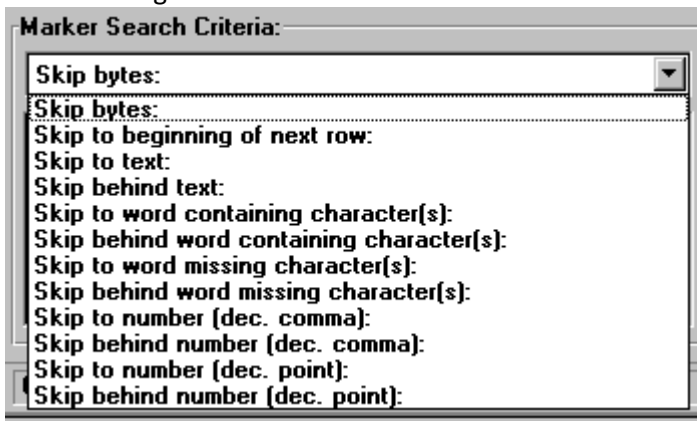 Marker Search Criteria:
Skip bytes:
Skip bytes:
Skip to beginning of next row:
Skip to text:
Skip behind text:
Skip to word containing character(s):
Skip behind word containing character(s):
Skip to word missing character(s):
Skip behind word missing character(s):
Skip to number (dec. comma):
Skip behind number (dec. comma):
Skip to number (dec. point):
Skip behind number (dec. point):